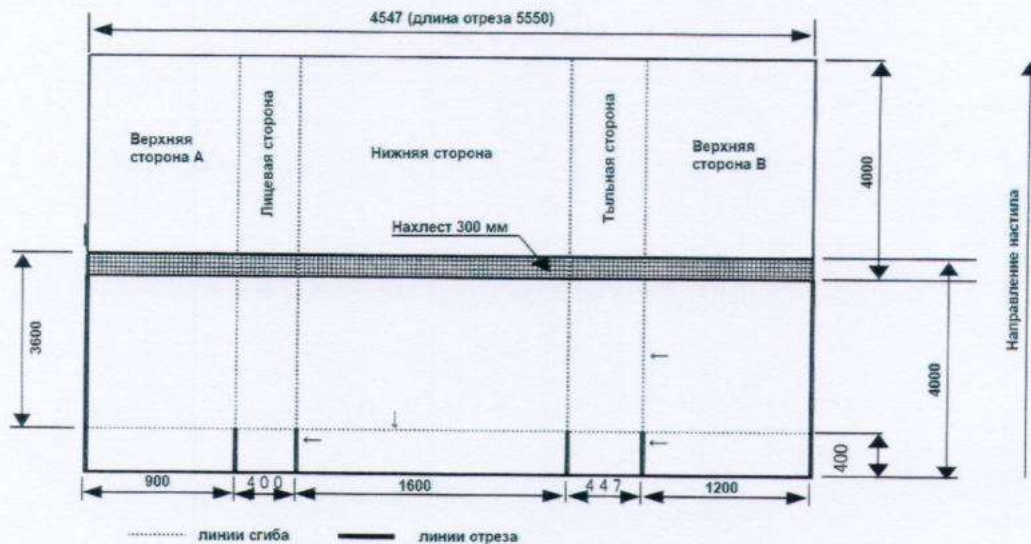 4547 (длина отреза 5550)
Верхняя
сторона А
Лицевая сторона
Нижняя сторона
Тыльная сторона
Верхняя
сторона В
4000
Направление настила
Нахлест 300 мм
3600
4000
400
900
400
1600
447
1200
линии сгиба
линии отреза